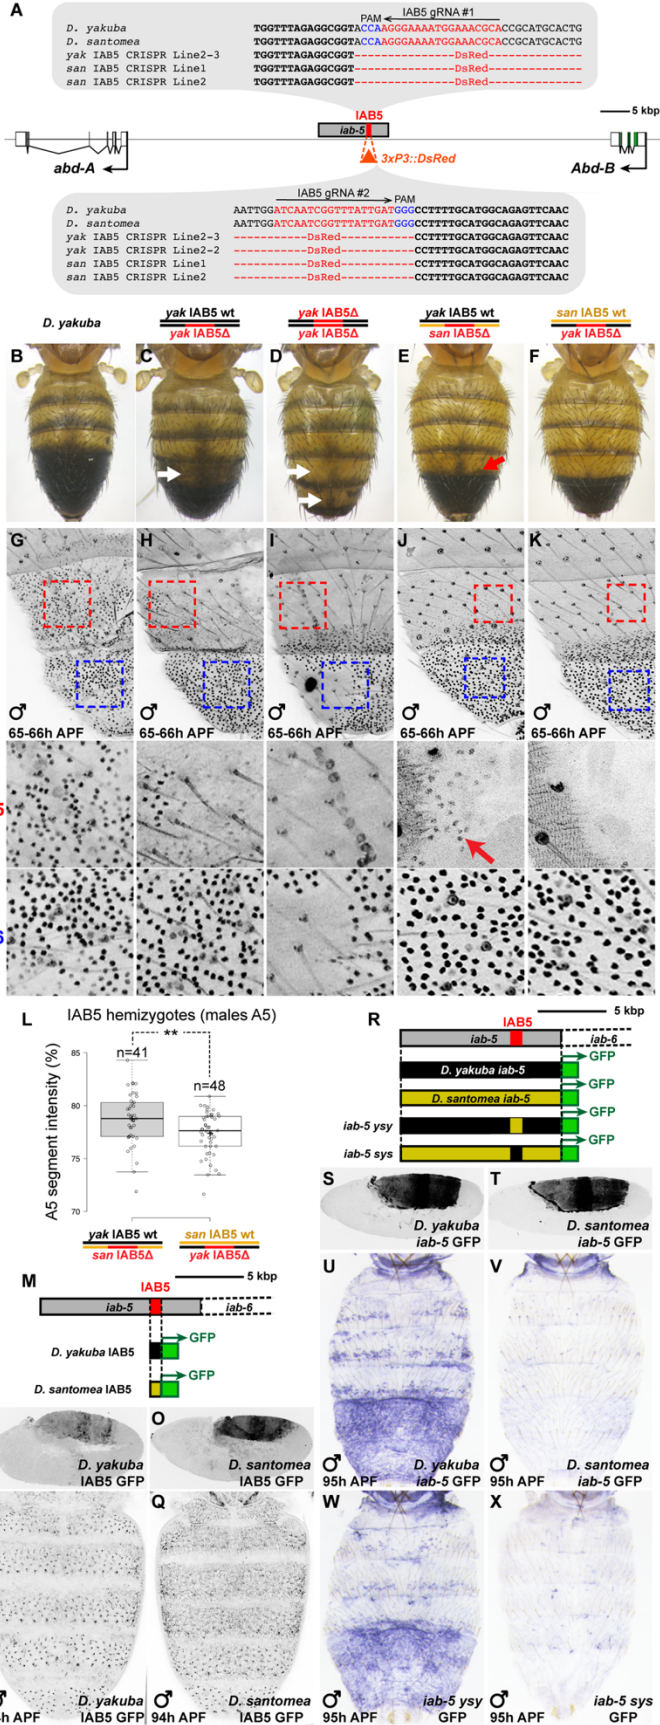 A
PAM IAB5 gRNA #1
D. yakuba TGGTTTAGAGGCGGTACCAAGGGAAAATGGAAACGCACCGCATGCACTG
D. santomea TGGTTTAGAGGCGGTACCAAGGGAAAATGGAAACGCACCGCATGCACTG
yak IAB5 CRISPR Line2-3 TGGTTTAGAGGCGGT-----------------DsRed----------------
san IAB5 CRISPR Line1 TGGTTTAGAGGCGGT-----------------DsRed----------------
san IAB5 CRISPR Line2 TGGTTTAGAGGCGGT-----------------DsRed----------------
IAB5
5 kbp
iab-5
3xP3::DsRed
abd-A
Abd-B
IAB5 gRNA #2 PAM
D. yakuba AATTGGATCAATCGGTTTATTGATGGGCCTTTTGCATGGCAGAGTTCAAC
D. santomea AATTGGATCAATCGGTTTATTGATGGGCCTTTTGCATGGCAGAGTTCAAC
yak IAB5 CRISPR Line2-3 -----------DsRed-----------CCTTTTGCATGGCAGAGTTCAAC
yak IAB5 CRISPR Line2-2 -----------DsRed-----------CCTTTTGCATGGCAGAGTTCAAC
san IAB5 CRISPR Line1 -----------DsRed-----------CCTTTTGCATGGCAGAGTTCAAC
san IAB5 CRISPR Line2 -----------DsRed-----------CCTTTTGCATGGCAGAGTTCAAC
D. yakuba
yak IAB5 wt
yak IAB5Δ
yak IAB5Δ
yak IAB5Δ
yak IAB5 wt
san IAB5Δ
san IAB5 wt
yak IAB5Δ
B C D E F
G H I J K
♂ ♂ ♂ ♂ ♂
65-66h APF 65-66h APF 65-66h APF 65-66h APF 65-66h APF
5
6
L IAB5 hemizygotes (males A5)
**
n=41
n=48
A5 segment intensity (%)
85
80
75
70
yak IAB5 wt
san IAB5Δ
san IAB5 wt
yak IAB5Δ
M 5 kbp
IAB5
iab-5 iab-6
GFP
D. yakuba IAB5
GFP
D. santomea IAB5
D. yakuba
IAB5 GFP
O
D. santomea
IAB5 GFP
♂
h APF
D. yakuba
IAB5 GFP
Q
♂
94h APF
D. santomea
IAB5 GFP
R 5 kbp
IAB5
iab-5 iab-6
GFP
D. yakuba iab-5
GFP
D. santomea iab-5
GFP
iab-5 ysy
GFP
iab-5 sys
S
D. yakuba
iab-5 GFP
T
D. santomea
iab-5 GFP
U
♂
95h APF
D. yakuba
iab-5 GFP
V
♂
95h APF
D. santomea
iab-5 GFP
W
♂
95h APF
iab-5 ysy
GFP
X
♂
95h APF
iab-5 sys
GFP